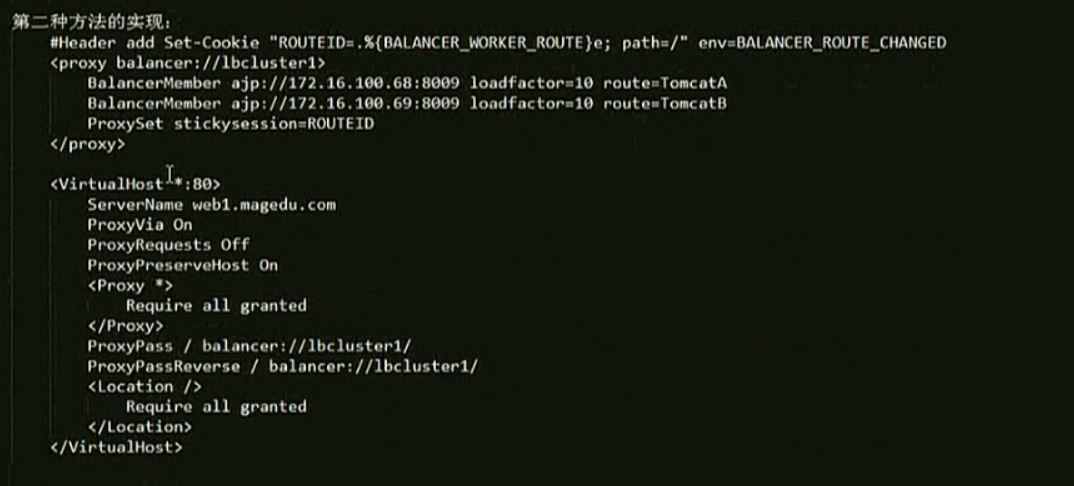 第二种方法的实现：
#Header add Set-Cookie "ROUTEID=.%{BALANCER_WORKER_ROUTE}e; path=/" env=BALANCER_ROUTE_CHANGED
<proxy balancer://lbcluster1>
BalancerMember ajp://172.16.100.68:8009 loadfactor=10 route=TomcatA
BalancerMember ajp://172.16.100.69:8009 loadfactor=10 route=TomcatB
ProxySet stickysession=ROUTEID
</proxy>
<VirtualHost *:80>
ServerName web1.magedu.com
ProxyVia On
ProxyRequests Off
ProxyPreserveHost On
<Proxy *>
Require all granted
</Proxy>
ProxyPass / balancer://lbcluster1/
ProxyPassReverse / balancer://lbcluster1/
<Location />
Require all granted
</Location>
</VirtualHost>